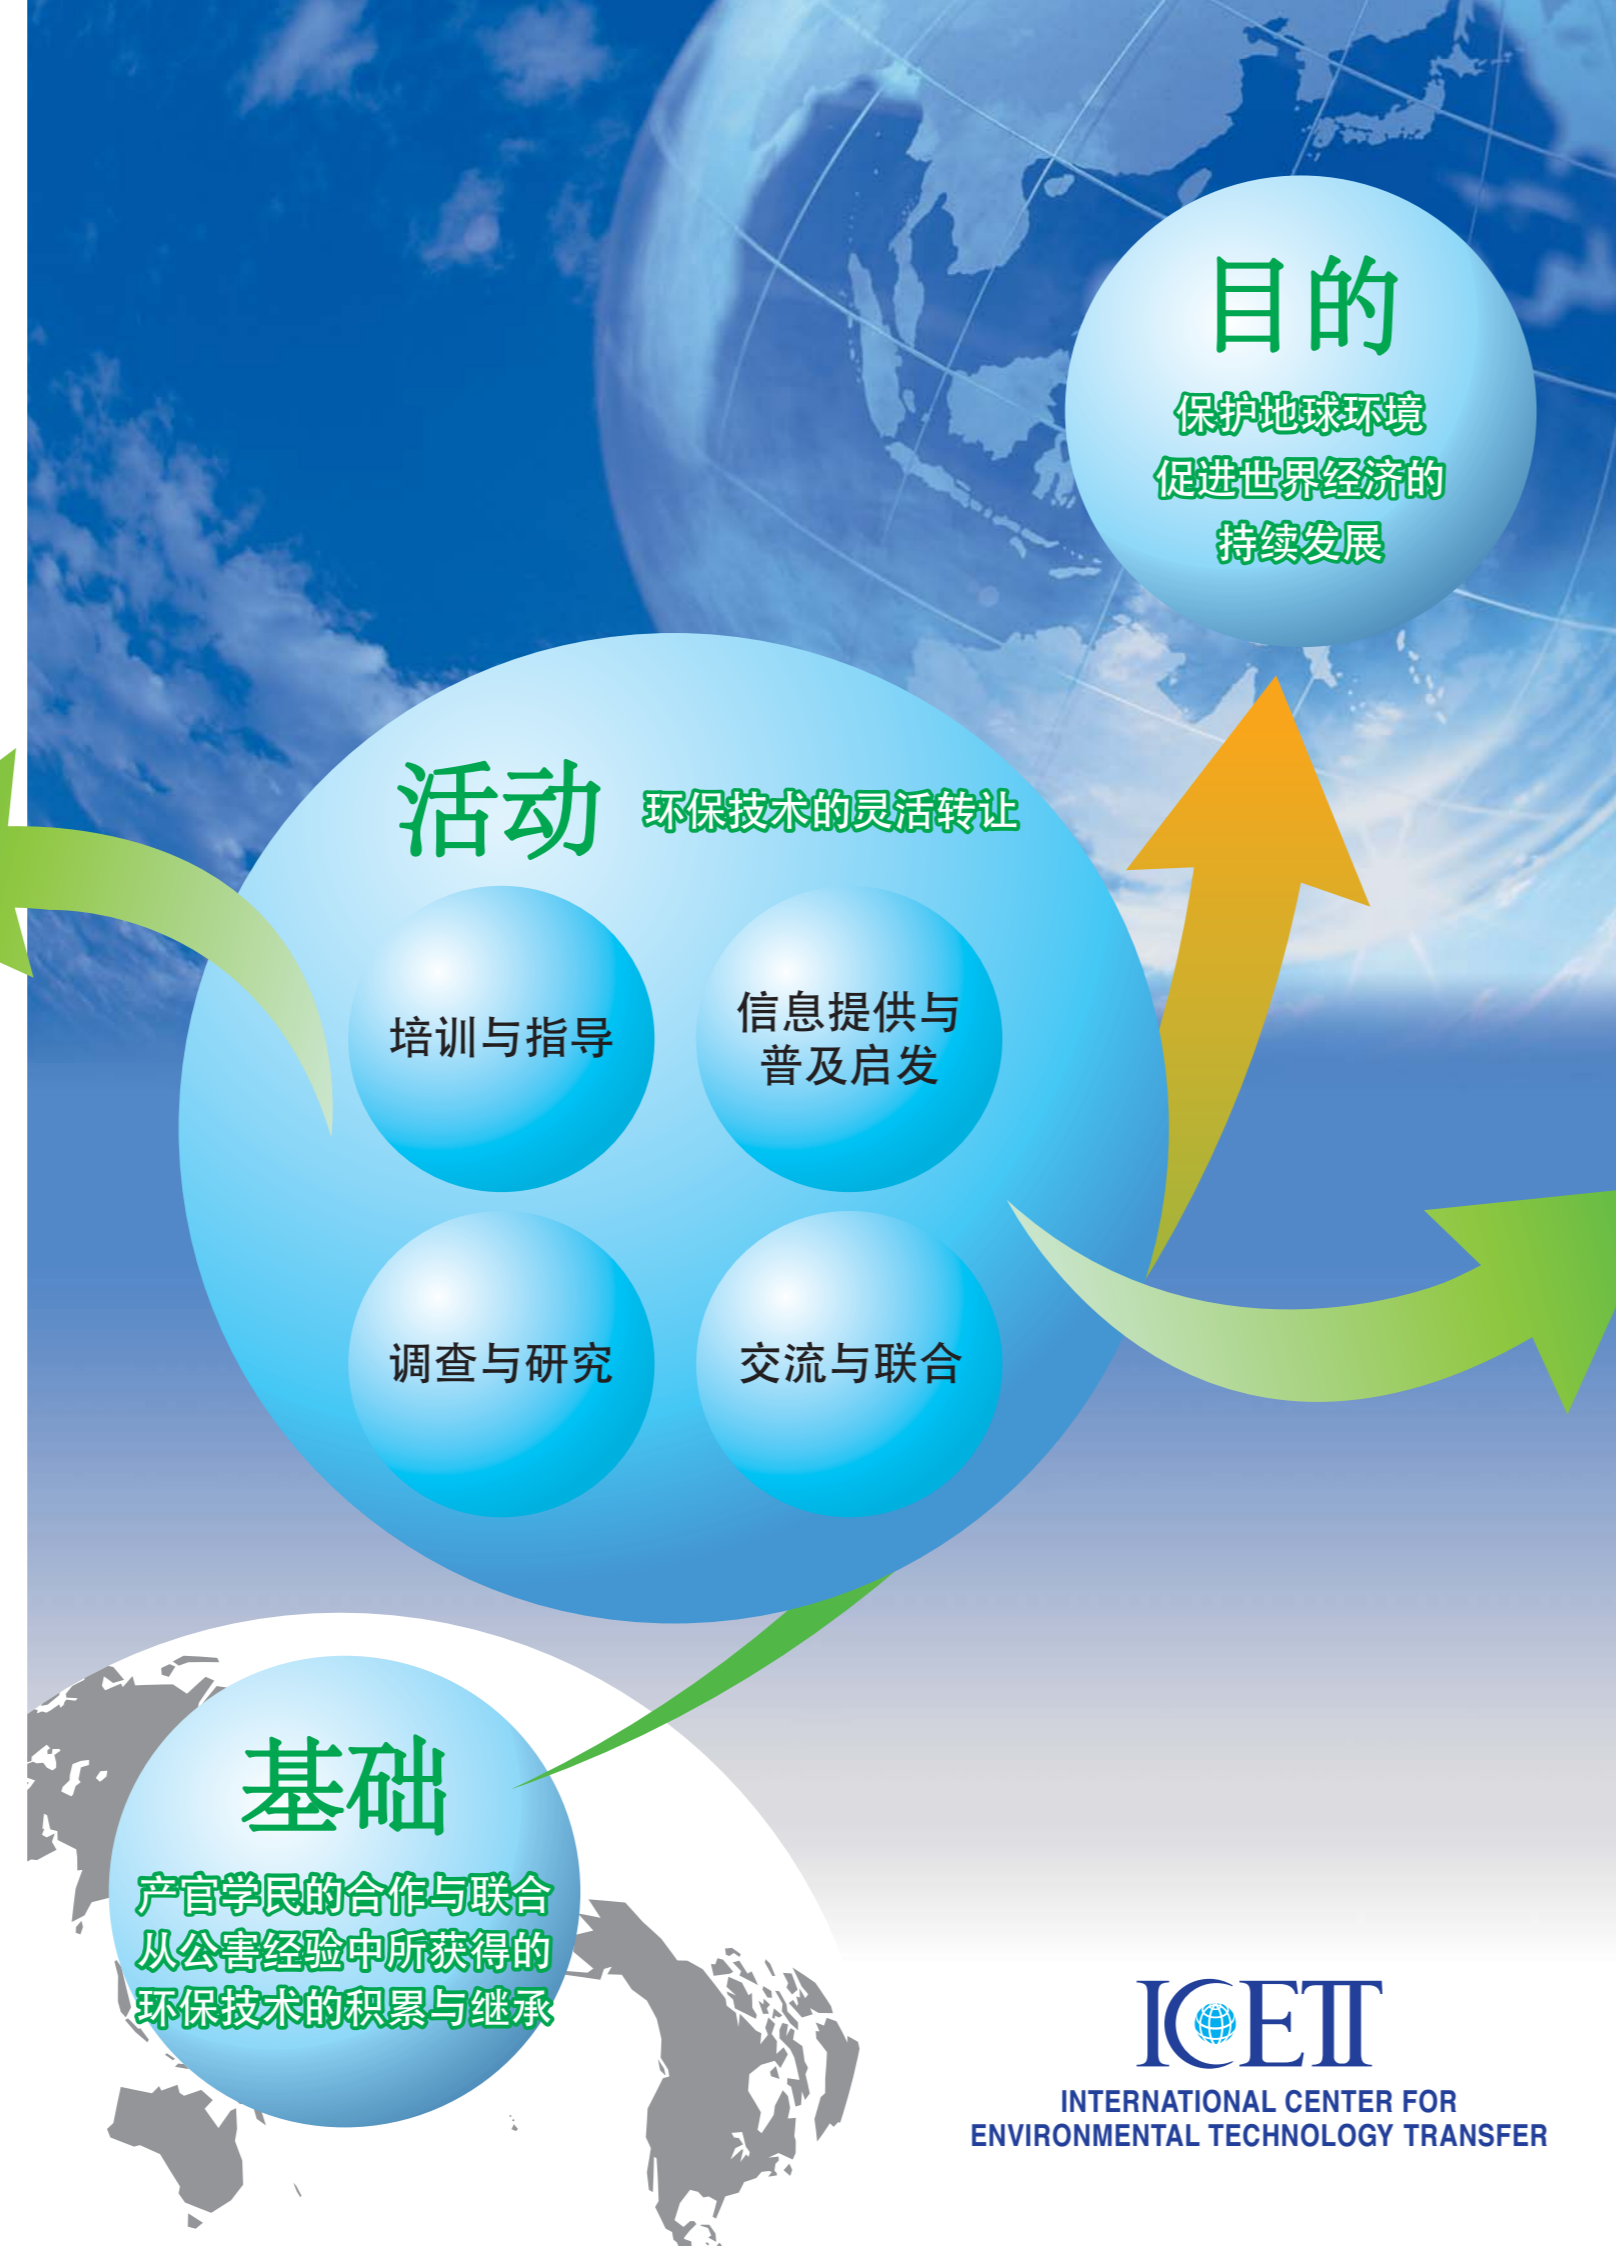 目的
保护地球环境
促进世界经济的
持续发展
活动 环保技术的灵活转让
培训与指导
信息提供与
普及启发
调查与研究
交流与联合
基础
产官学民的合作与联合
从公害经验中所获得的
环保技术的积累与继承
ICETT
INTERNATIONAL CENTER FOR
ENVIRONMENTAL TECHNOLOGY TRANSFER